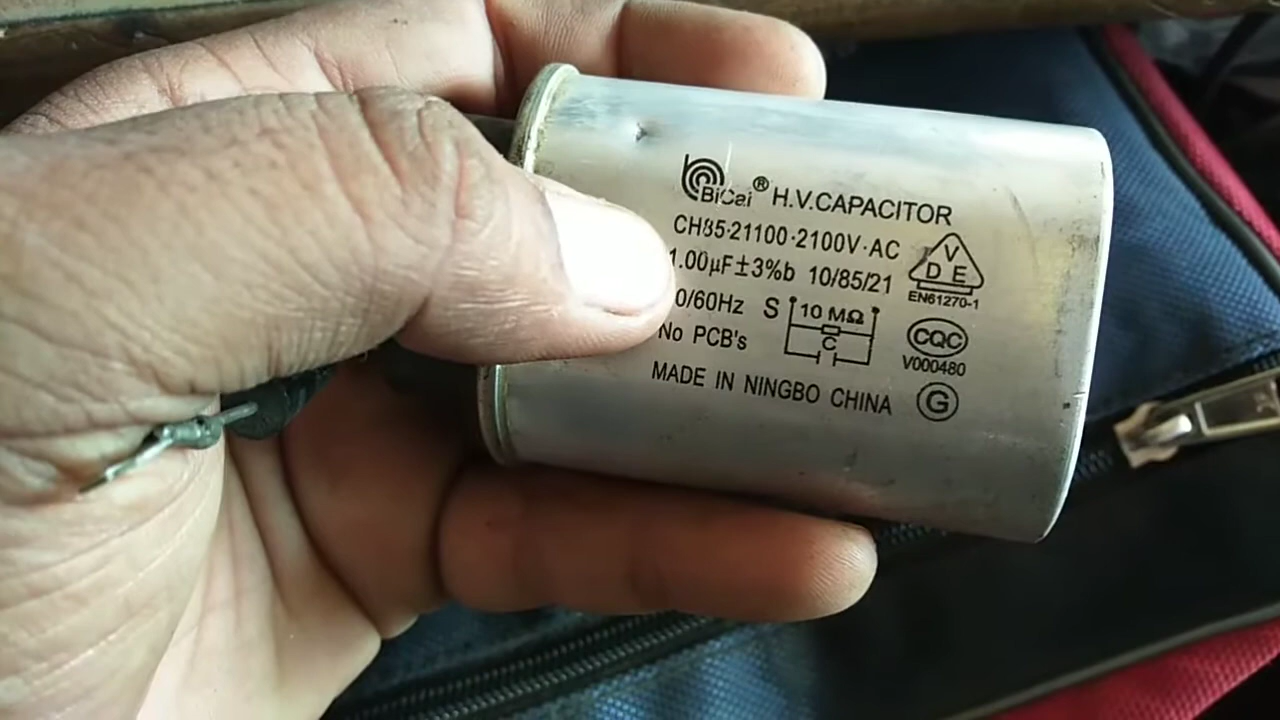 BiCai® H.V.CAPACITOR
CH85·21100·2100V·AC
1.00µF±3%b 10/85/21
0/60Hz S 10 MΩ
C
No PCB's
MADE IN NINGBO CHINA
VDE
EN61270-1
CQC
V000480
G